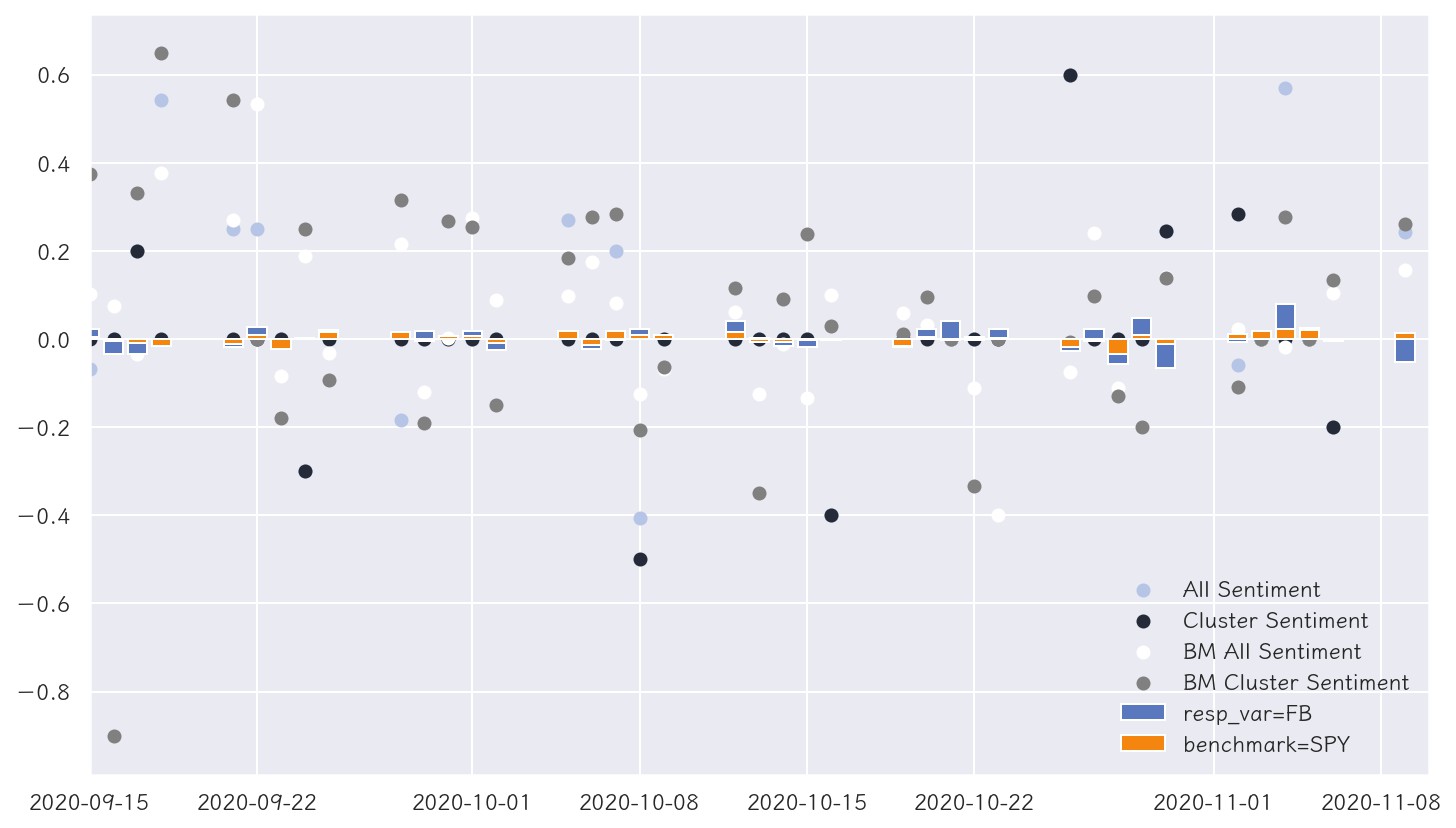 0.6
0.4
0.2
0.0
−0.2
−0.4
−0.6
−0.8
2020-09-15 2020-09-22 2020-10-01 2020-10-08 2020-10-15 2020-10-22 2020-11-01 2020-11-08
All Sentiment
Cluster Sentiment
BM All Sentiment
BM Cluster Sentiment
resp_var=FB
benchmark=SPY